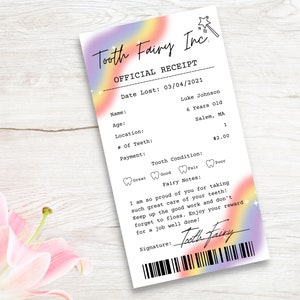 Tooth Fairy Inc.
OFFICIAL RECEIPT
Date Lost: 03/04/2021
Name: Luke Johnson
Age: 6 Years Old
Location: Salem, MA
# Of Teeth: 1
Payment: $2.00
Tooth Condition:
Great Good Fair Poor
Fairy Notes:
I am so proud of you for taking
such great care of your teeth!
Keep up the good work and don't
forget to floss. Enjoy your reward
for a job well done!
Signature: Tooth Fairy